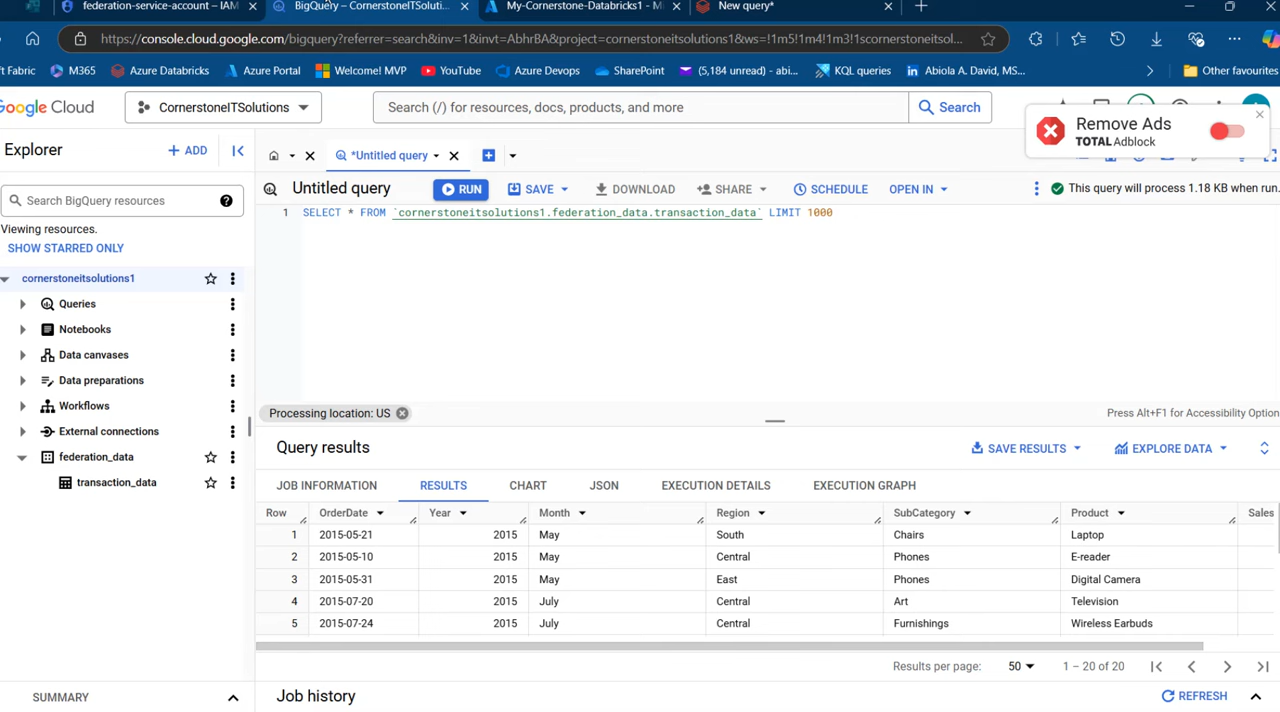 federation-service-account – IAM
BigQuery – CornerstoneITSoluti...
My-Cornerstone-Databricks1 - M
New query*
https://console.cloud.google.com/bigquery?referrer=search&inv=1&invt=AbhrBA&project=cornerstoneitsolutions1&ws=!1m5!1m4!1m3!1scornerstoneitsol...
ft Fabric
M365
Azure Databricks
Azure Portal
Welcome! MVP
YouTube
Azure Devops
SharePoint
(5,184 unread) - abi...
KQL queries
Abiola A. David, MS...
Other favourites
Google Cloud
CornerstoneITSolutions
Search (/) for resources, docs, products, and more
Search
Remove Ads
TOTAL Adblock
Explorer
+ ADD
*Untitled query
Search BigQuery resources
Untitled query
RUN
SAVE
DOWNLOAD
SHARE
SCHEDULE
OPEN IN
This query will process 1.18 KB when run.
1 SELECT * FROM `cornerstoneitsolutions1.federation_data.transaction_data` LIMIT 1000
Viewing resources.
SHOW STARRED ONLY
cornerstoneitsolutions1
Queries
Notebooks
Data canvases
Data preparations
Workflows
External connections
federation_data
transaction_data
SUMMARY
Processing location: US
Press Alt+F1 for Accessibility Option
Query results
SAVE RESULTS
EXPLORE DATA
JOB INFORMATION
RESULTS
CHART
JSON
EXECUTION DETAILS
EXECUTION GRAPH
Row OrderDate Year Month Region SubCategory Product Sales
1 2015-05-21 2015 May South Chairs Laptop
2 2015-05-10 2015 May Central Phones E-reader
3 2015-05-31 2015 May East Phones Digital Camera
4 2015-07-20 2015 July Central Art Television
5 2015-07-24 2015 July Central Furnishings Wireless Earbuds
Results per page: 50 1 – 20 of 20
Job history
REFRESH